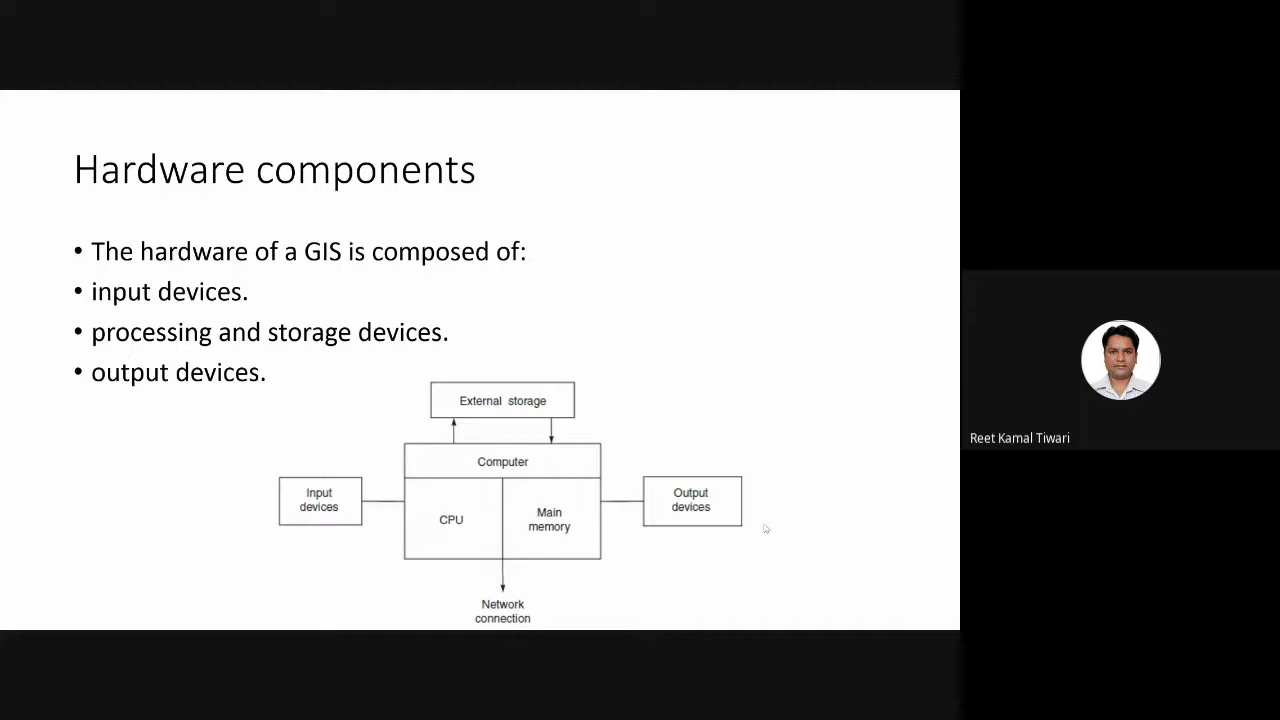 Hardware components
• The hardware of a GIS is composed of:
• input devices.
• processing and storage devices.
• output devices.
External storage
Computer
Input
devices
CPU
Main
memory
Output
devices
Network
connection
Reet Kamal Tiwari